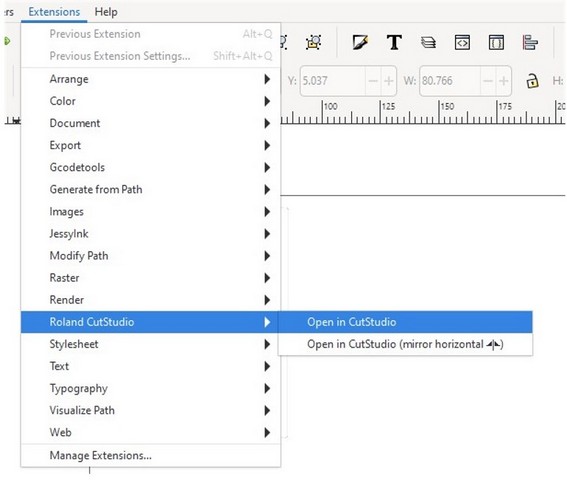 rs Extensions Help
Previous Extension Alt+Q
Previous Extension Settings... Shift+Alt+Q
Y: 5.037 W: 80.766 H:
Arrange
100 125 150 175 20
Color
Document
Export
Gcodetools
Generate from Path
Images
JessyInk
Modify Path
Raster
Render
Roland CutStudio Open in CutStudio
Stylesheet Open in CutStudio (mirror horizontal )
Text
Typography
Visualize Path
Web
Manage Extensions...